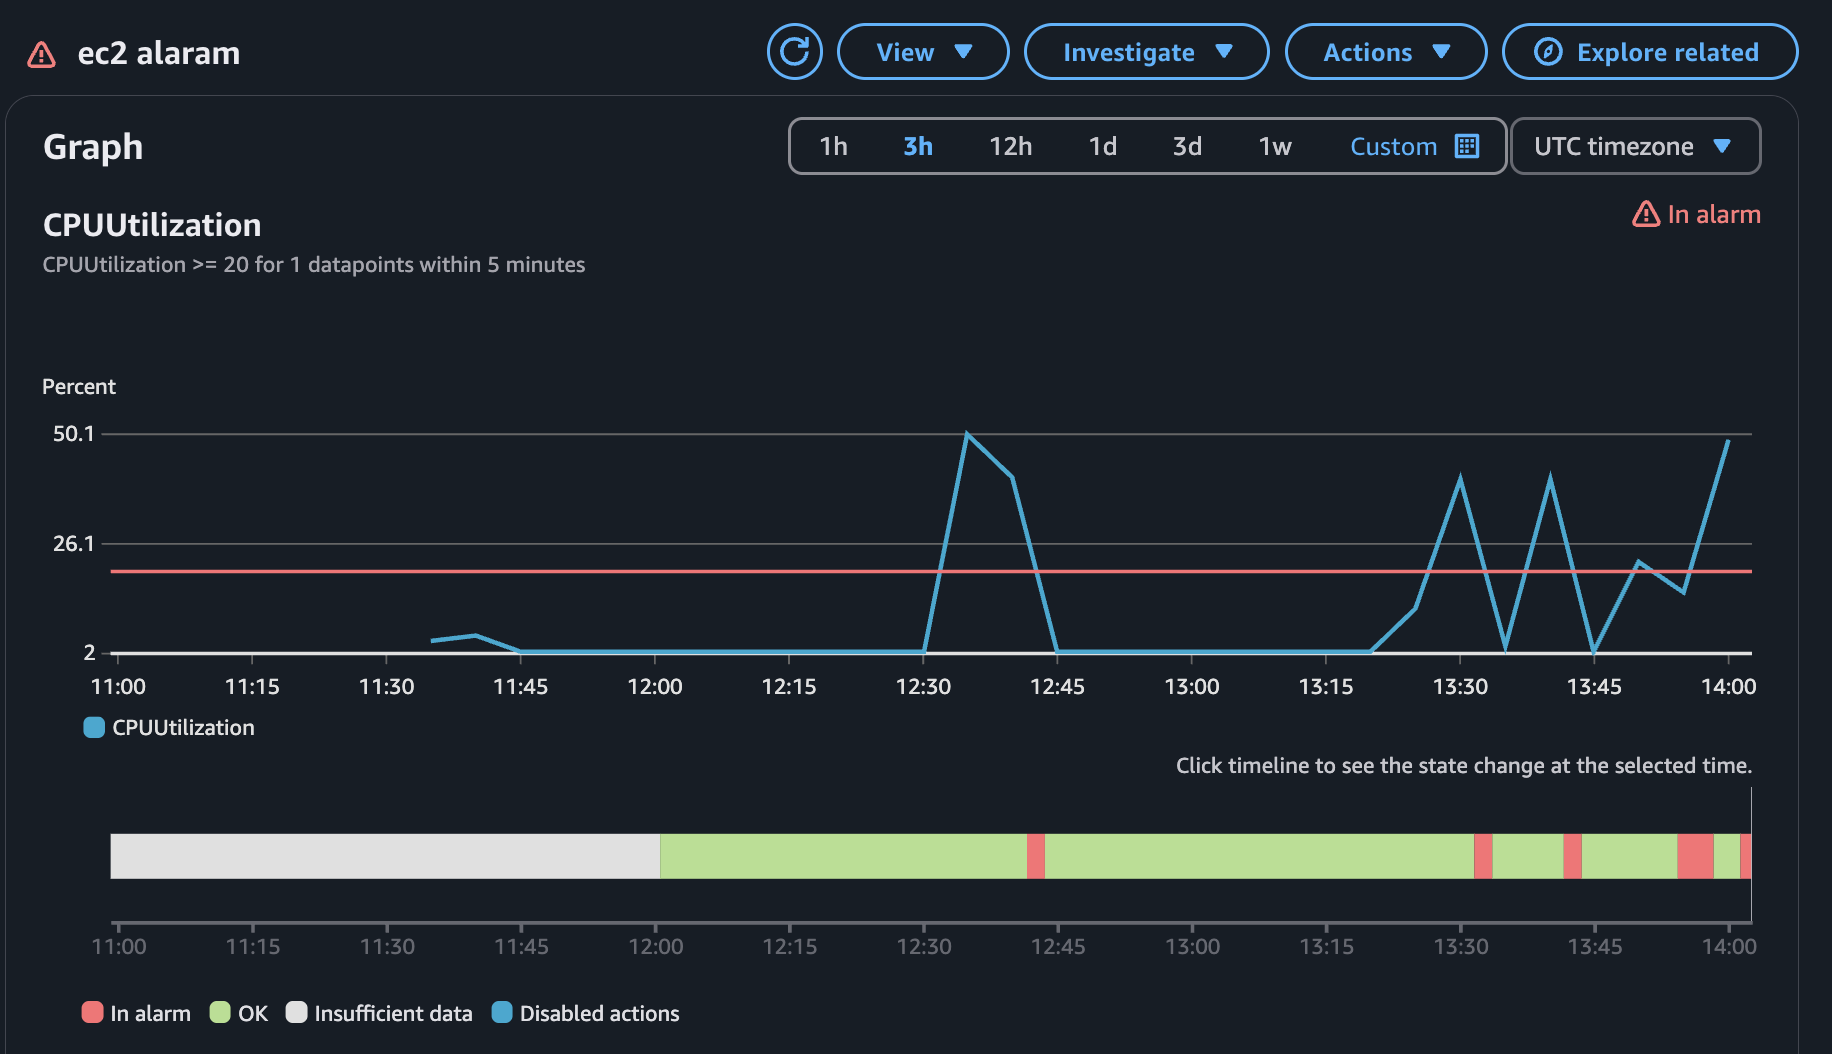 ec2 alaram
View
Investigate
Actions
Explore related
Graph
1h 3h 12h 1d 3d 1w Custom
UTC timezone
CPUUtilization
In alarm
CPUUtilization >= 20 for 1 datapoints within 5 minutes
Percent
50.1
26.1
2
11:00 11:15 11:30 11:45 12:00 12:15 12:30 12:45 13:00 13:15 13:30 13:45 14:00
CPUUtilization
Click timeline to see the state change at the selected time.
11:00 11:15 11:30 11:45 12:00 12:15 12:30 12:45 13:00 13:15 13:30 13:45 14:00
In alarm OK Insufficient data Disabled actions